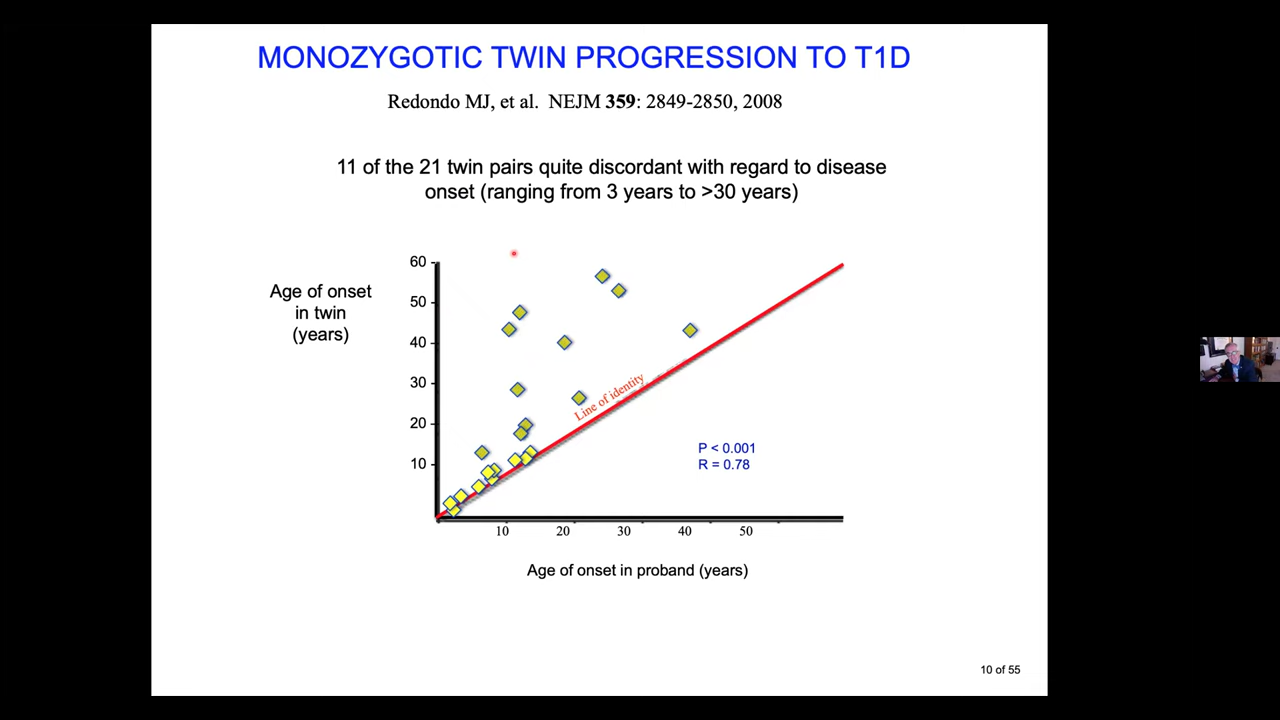 MONOZYGOTIC TWIN PROGRESSION TO T1D
Redondo MJ, et al. NEJM 359: 2849-2850, 2008
11 of the 21 twin pairs quite discordant with regard to disease
onset (ranging from 3 years to >30 years)
Age of onset
in twin
(years)
60
50
40
30
20
10
Line of identity
P < 0.001
R = 0.78
10 20 30 40 50
Age of onset in proband (years)
10 of 55